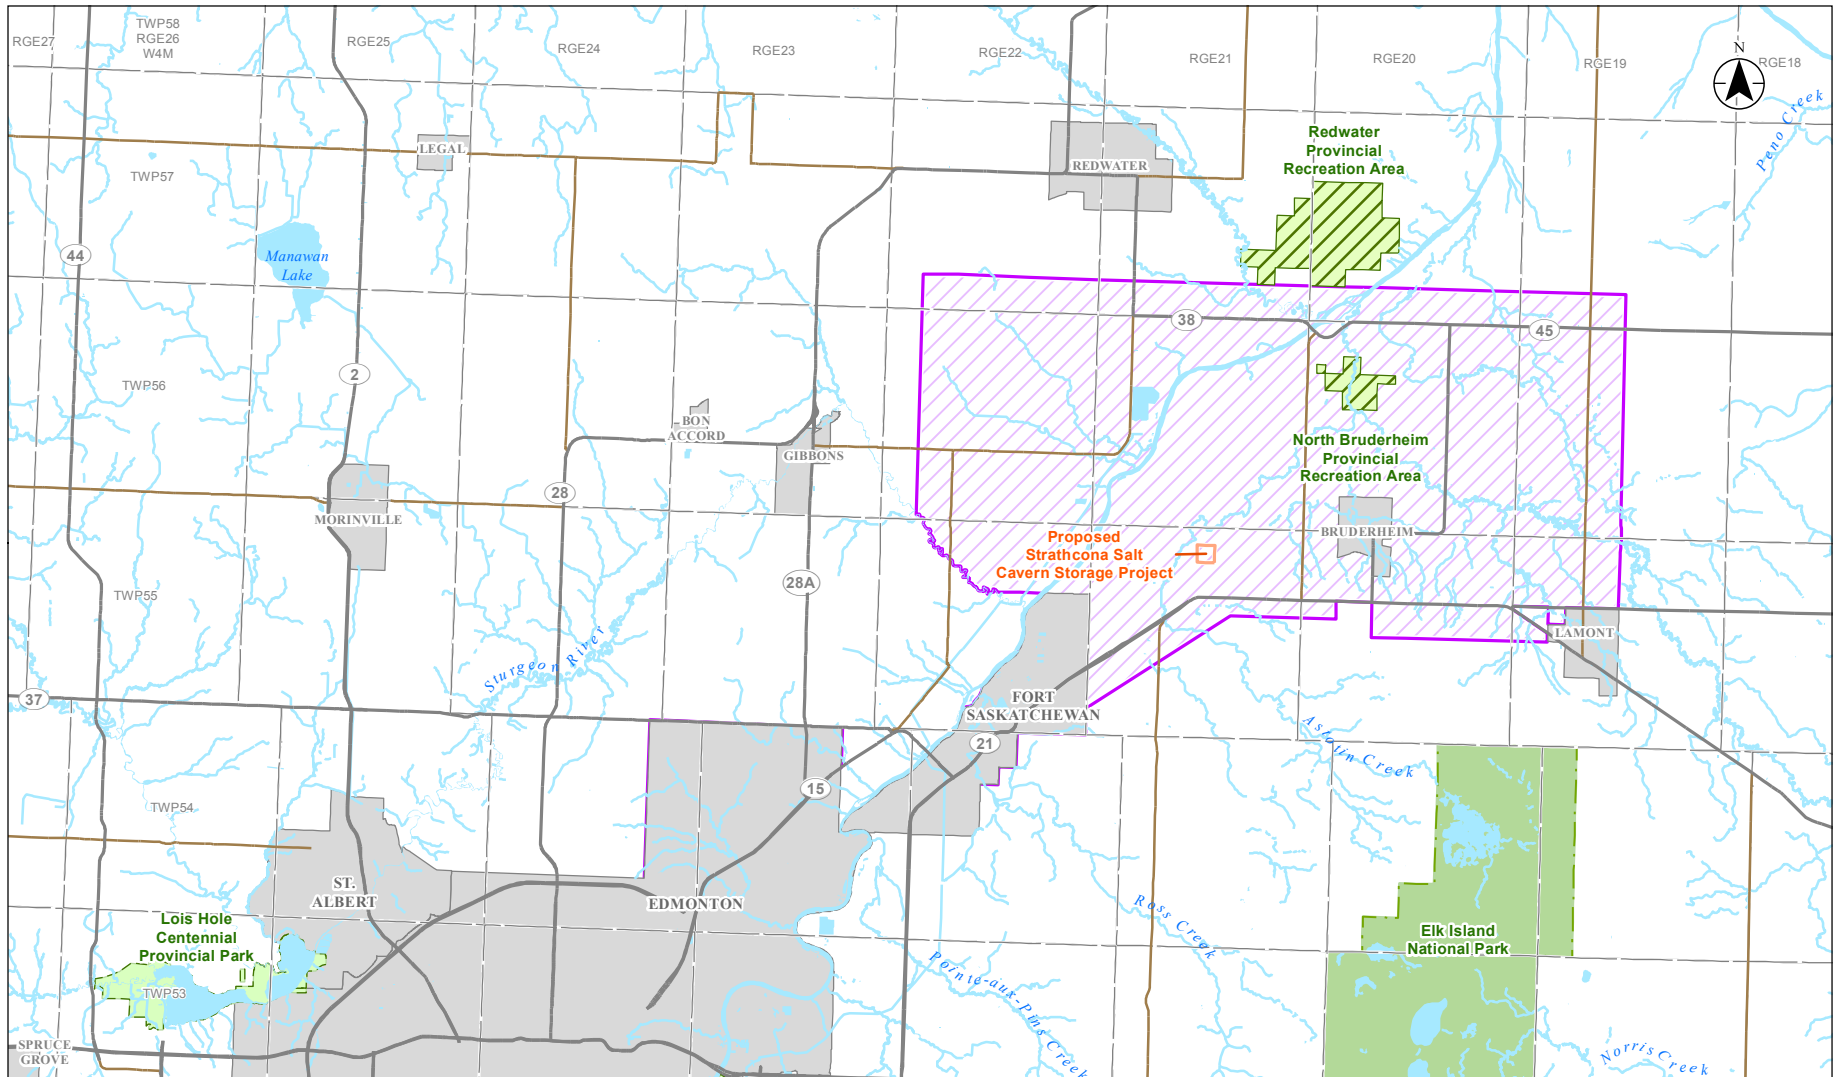 TWP58
RGE27
RGE26
W4M
RGE25
RGE24
RGE23
RGE22
RGE21
RGE20
RGE19
RGE18
N
Peno Creek
LEGAL
REDWATER
Redwater
Provincial
Recreation Area
TWP57
44
Manawan
Lake
38
45
2
TWP56
BON
ACCORD
GIBBONS
North Bruderheim
Provincial
Recreation Area
28
MORINVILLE
BRUDERHEIM
Proposed
Strathcona Salt
Cavern Storage Project
28A
TWP55
LAMONT
Sturgeon River
37
FORT
SASKATCHEWAN
21
Astotin Creek
15
TWP54
ST.
ALBERT
EDMONTON
Ross Creek
Lois Hole
Centennial
Provincial Park
Elk Island
National Park
Pointe-aux-Pins Creek
TWP53
SPRUCE
GROVE
Norris Creek